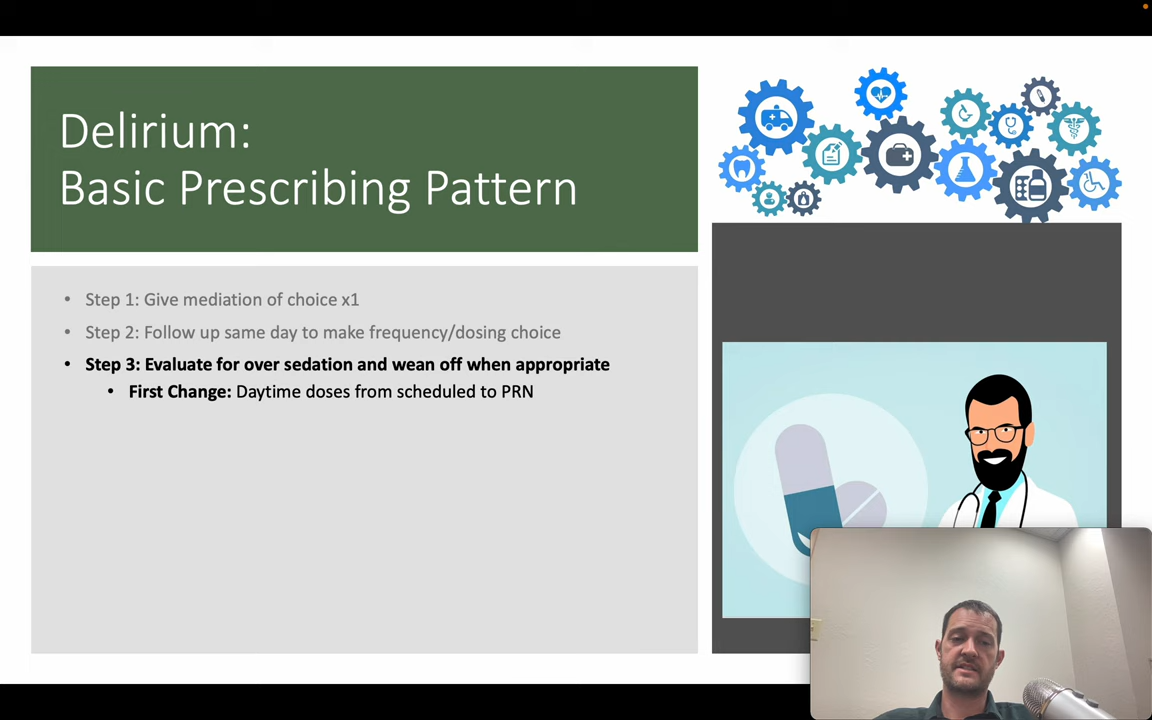 Delirium:
Basic Prescribing Pattern
• Step 1: Give mediation of choice x1
• Step 2: Follow up same day to make frequency/dosing choice
• Step 3: Evaluate for over sedation and wean off when appropriate
• First Change: Daytime doses from scheduled to PRN